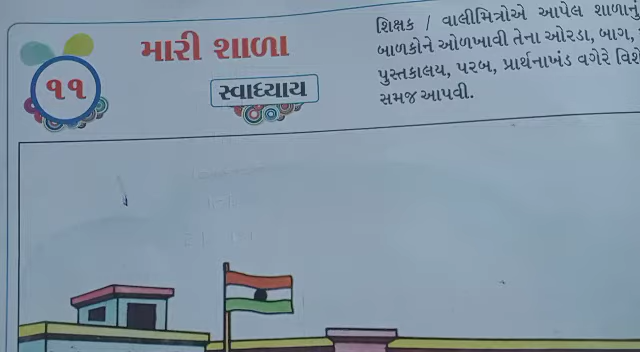 ૧૧
મારી શાળા
સ્વાધ્યાય
શિક્ષક / વાલીમિત્રોએ આપેલ શાળાનું
બાળકોને ઓળખાવી તેના ઓરડા, બાગ,
પુસ્તકાલય, પરબ, પ્રાર્થનાખંડ વગેરે
સમજ આપવી.